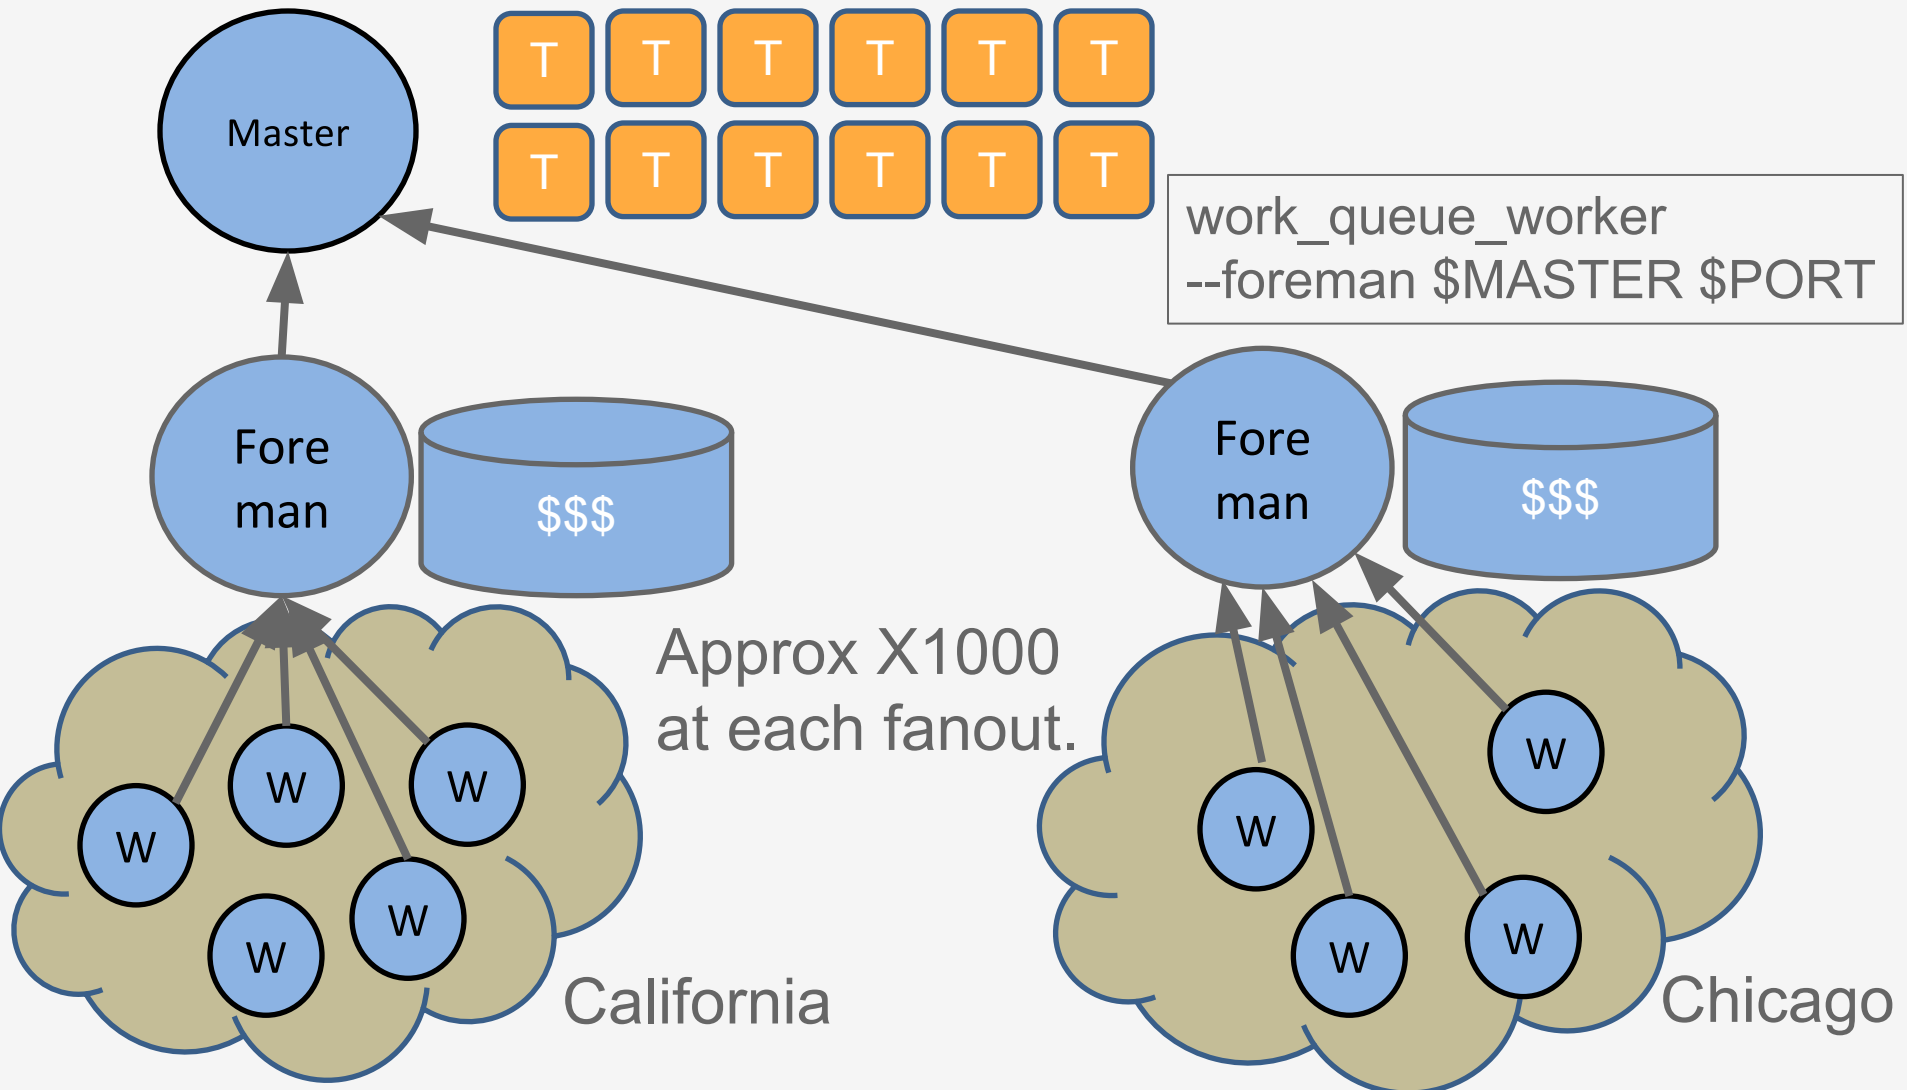 Master
T T T T T T
T T T T T T
work_queue_worker
--foreman $MASTER $PORT
Fore
man
$$$
Fore
man
$$$
Approx X1000
at each fanout.
W
W
W
W
W
California
W
W
W
W
Chicago